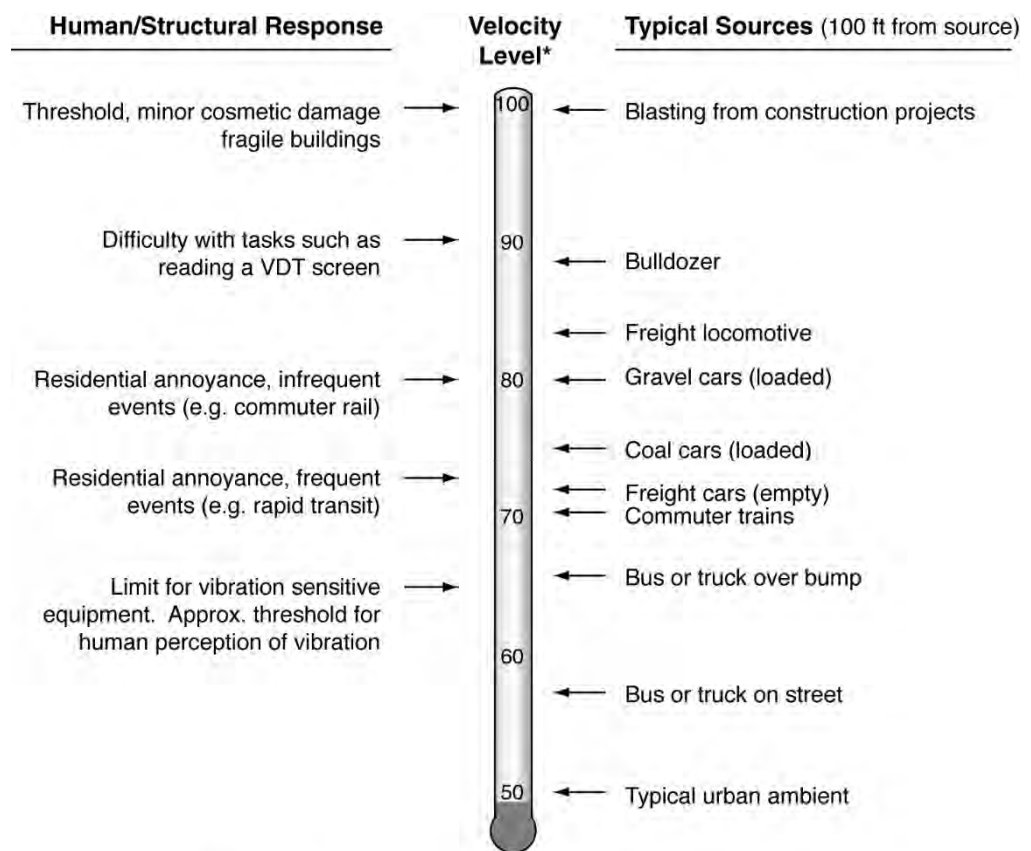 Human/Structural Response
Velocity
Level*
Typical Sources (100 ft from source)
Threshold, minor cosmetic damage
fragile buildings
100
Blasting from construction projects
Difficulty with tasks such as
reading a VDT screen
90
Bulldozer
Freight locomotive
Residential annoyance, infrequent
events (e.g. commuter rail)
80
Gravel cars (loaded)
Coal cars (loaded)
Residential annoyance, frequent
events (e.g. rapid transit)
Freight cars (empty)
70
Commuter trains
Limit for vibration sensitive
equipment. Approx. threshold for
human perception of vibration
Bus or truck over bump
60
Bus or truck on street
50
Typical urban ambient